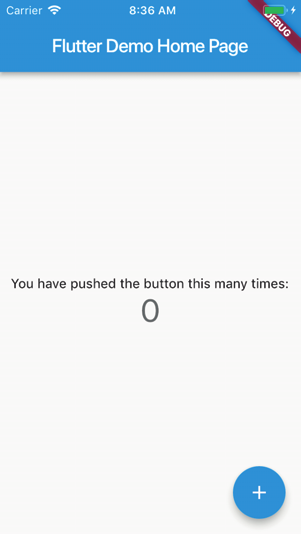 Carrier 8:36 AM
DEBUG
Flutter Demo Home Page
You have pushed the button this many times:
0
+